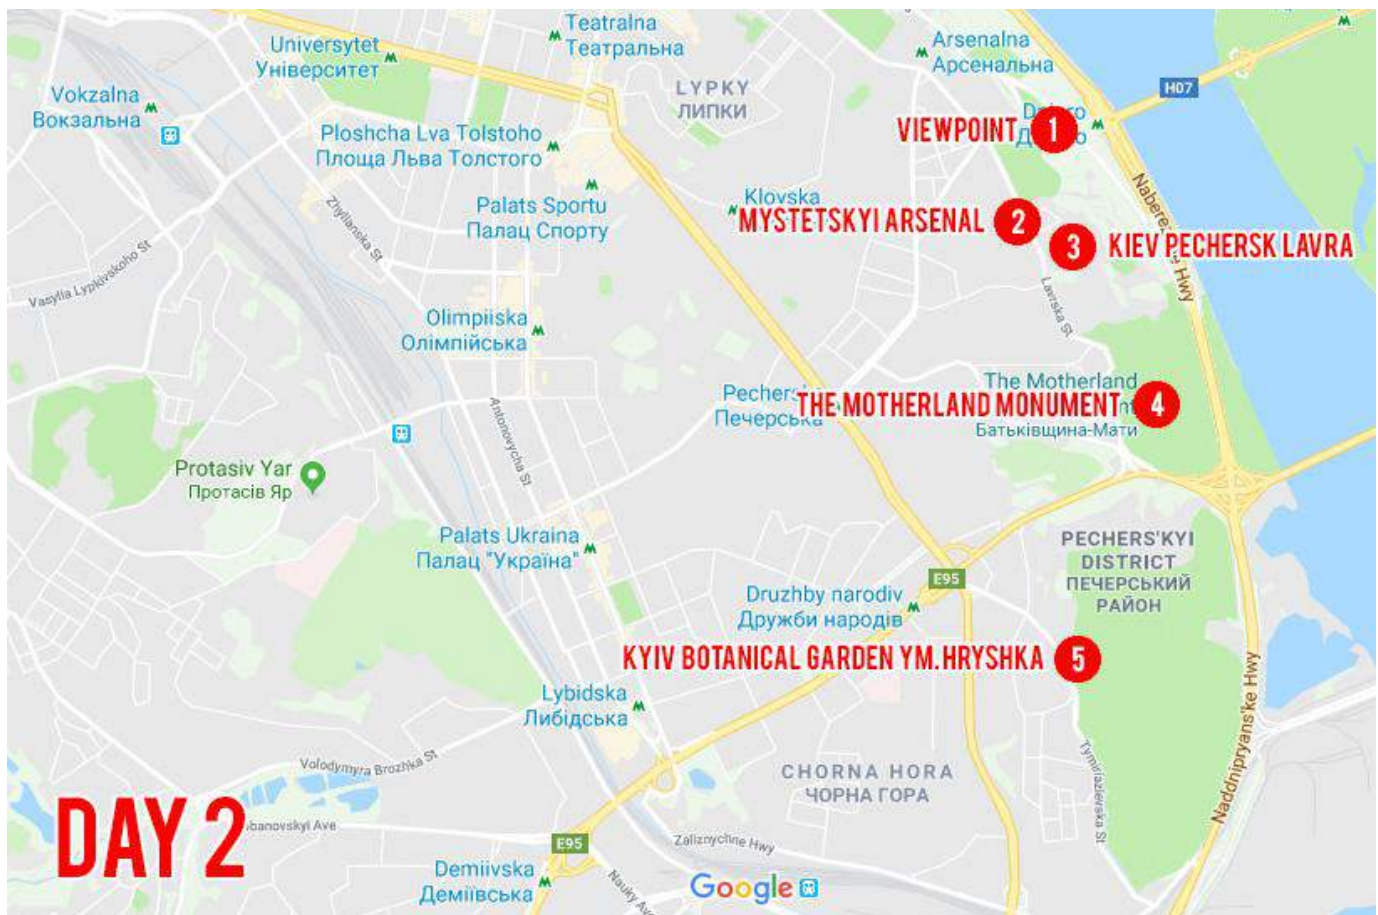 Teatralna
Театральна
Universytet
Університет
Arsenalna
Арсенальна
Vokzalna
Вокзальна
LYPKY
ЛИПКИ
H07
VIEWPOINT 1
Ploshcha Lva Tolstoho
Площа Льва Толстого
Palats Sportu
Палац Спорту
Klovska
MYSTETSKYI ARSENAL 2
3 KIEV PECHERSK LAVRA
Zhylianska St
Vasylia Lypkivskoho St
Hwy
Lavrska St
Olimpiiska
Олімпійська
The Motherland
THE MOTHERLAND MONUMENT 4
Батьківщина-Мати
Печерська
Antonovycha St
Protasiv Yar
Протасів Яр
Palats Ukraina
Палац "Україна"
PECHERS'KYI
DISTRICT
ПЕЧЕРСЬКИЙ
РАЙОН
E95
Druzhby narodiv
Дружби народів
KYIV BOTANICAL GARDEN YM.HRYSHKA 5
Lybidska
Либідська
Naddnipryans'ke Hwy
Volodymyra Brozhka St
CHORNA HORA
ЧОРНА ГОРА
Tymiriazievska St
DAY 2
banovskyi Ave
E95
Zaliznychne Hwy
Demiivska
Деміївська
Nauky Ave
Google